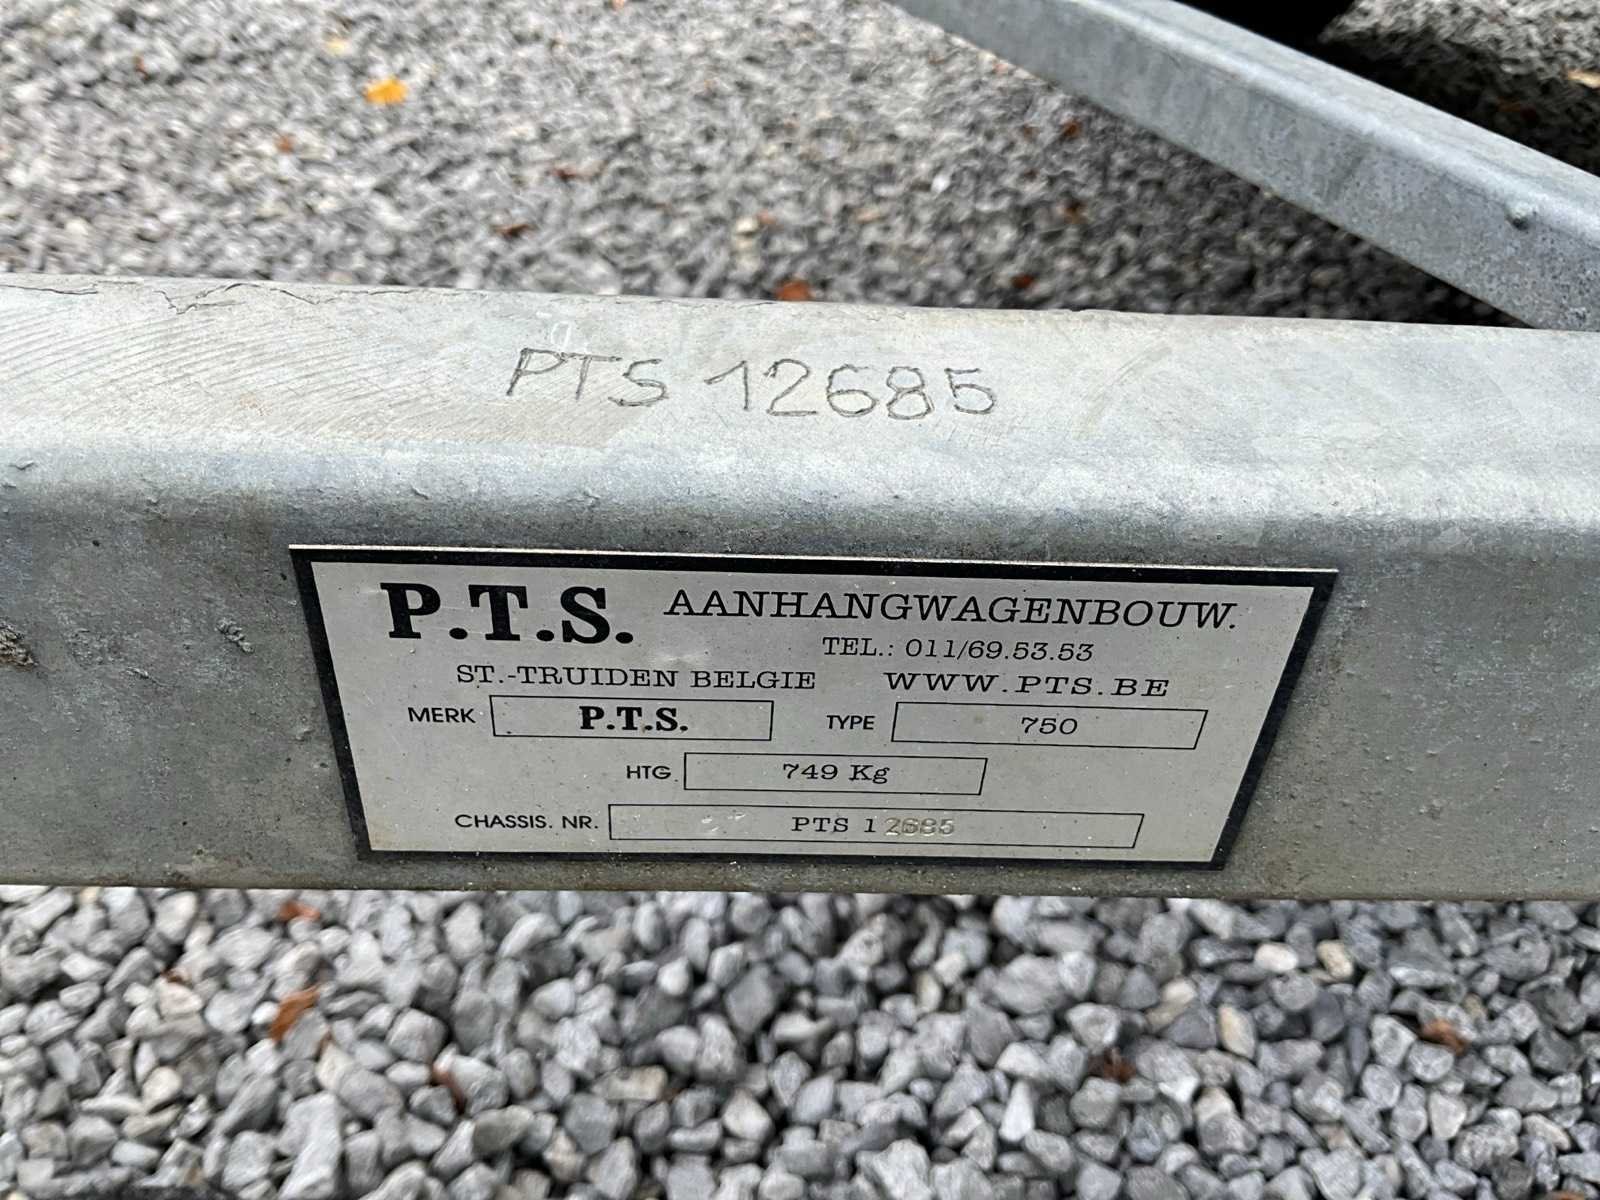 PTS 12685
P.T.S. AANHANGWAGENBOUW.
TEL.: 011/69.53.53
ST.-TRUIDEN BELGIE WWW.PTS.BE
MERK P.T.S. TYPE 750
HTG. 749 Kg
CHASSIS. NR. PTS 12685